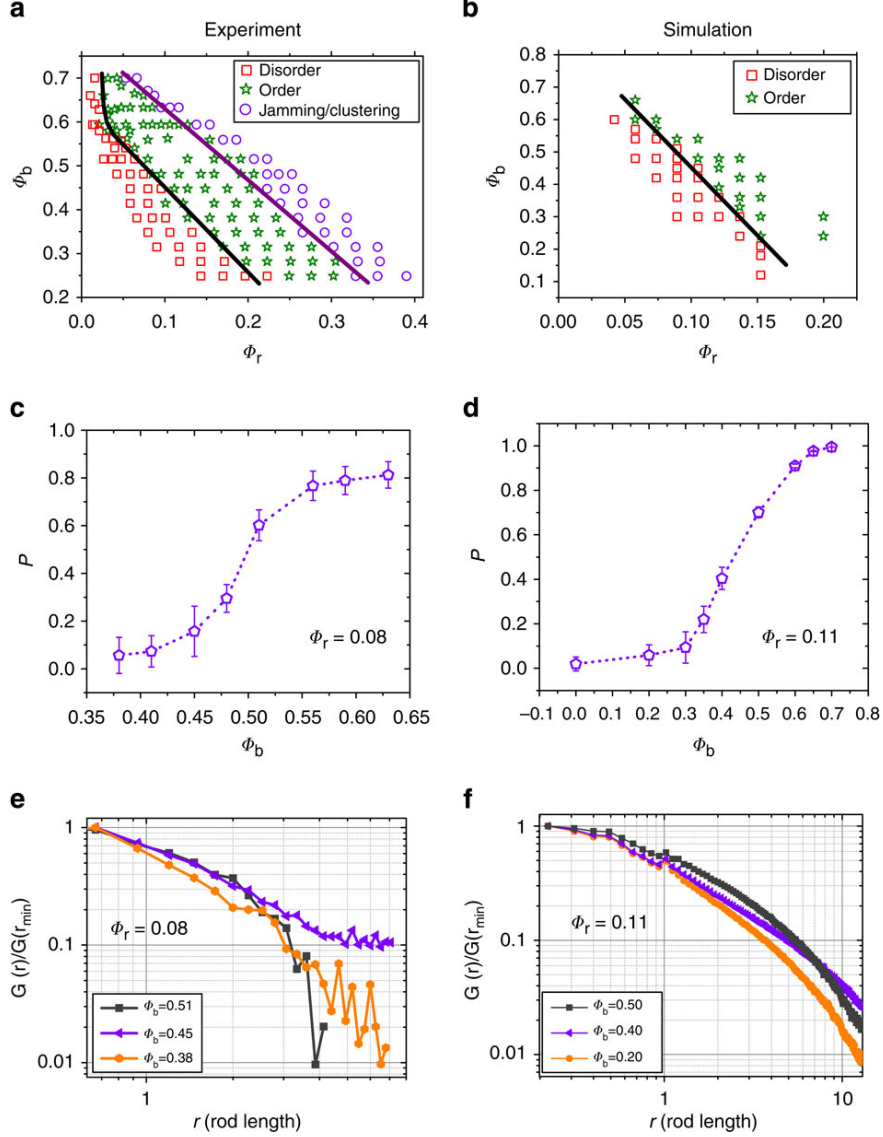 a
Experiment
Φb
0.7
0.6
0.5
0.4
0.3
0.2
0.0 0.1 0.2 0.3 0.4
Φr
Disorder
Order
Jamming/clustering
b
Simulation
Φb
0.8
0.7
0.6
0.5
0.4
0.3
0.2
0.1
0.00 0.05 0.10 0.15 0.20
Φr
Disorder
Order
c
P
1.0
0.8
0.6
0.4
0.2
0.0
0.35 0.40 0.45 0.50 0.55 0.60 0.65
Φb
Φr = 0.08
d
P
1.0
0.8
0.6
0.4
0.2
0.0
−0.1 0.0 0.1 0.2 0.3 0.4 0.5 0.6 0.7 0.8
Φb
Φr = 0.11
e
G (r)/G(rmin)
1
0.1
0.01
Φr = 0.08
Φb=0.51
Φb=0.45
Φb=0.38
1
r (rod length)
f
G (r)/G(rmin)
1
0.1
0.01
Φr = 0.11
Φb=0.50
Φb=0.40
Φb=0.20
1 10
r (rod length)